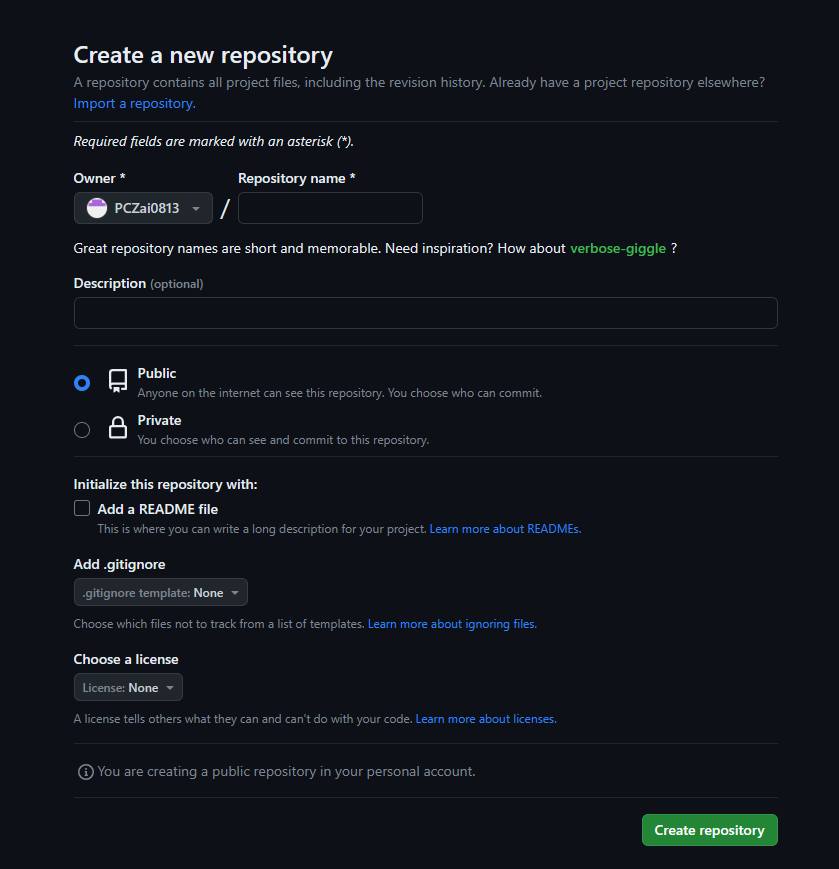 Create a new repository
A repository contains all project files, including the revision history. Already have a project repository elsewhere?
Import a repository.
Required fields are marked with an asterisk (*).
Owner * Repository name *
PCZai0813 /
Great repository names are short and memorable. Need inspiration? How about verbose-giggle ?
Description (optional)
Public
Anyone on the internet can see this repository. You choose who can commit.
Private
You choose who can see and commit to this repository.
Initialize this repository with:
Add a README file
This is where you can write a long description for your project. Learn more about READMEs.
Add .gitignore
.gitignore template: None
Choose which files not to track from a list of templates. Learn more about ignoring files.
Choose a license
License: None
A license tells others what they can and can't do with your code. Learn more about licenses.
You are creating a public repository in your personal account.
Create repository